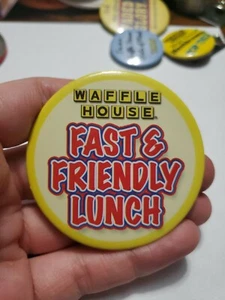 WAFFLE
HOUSE
FAST &
FRIENDLY
LUNCH